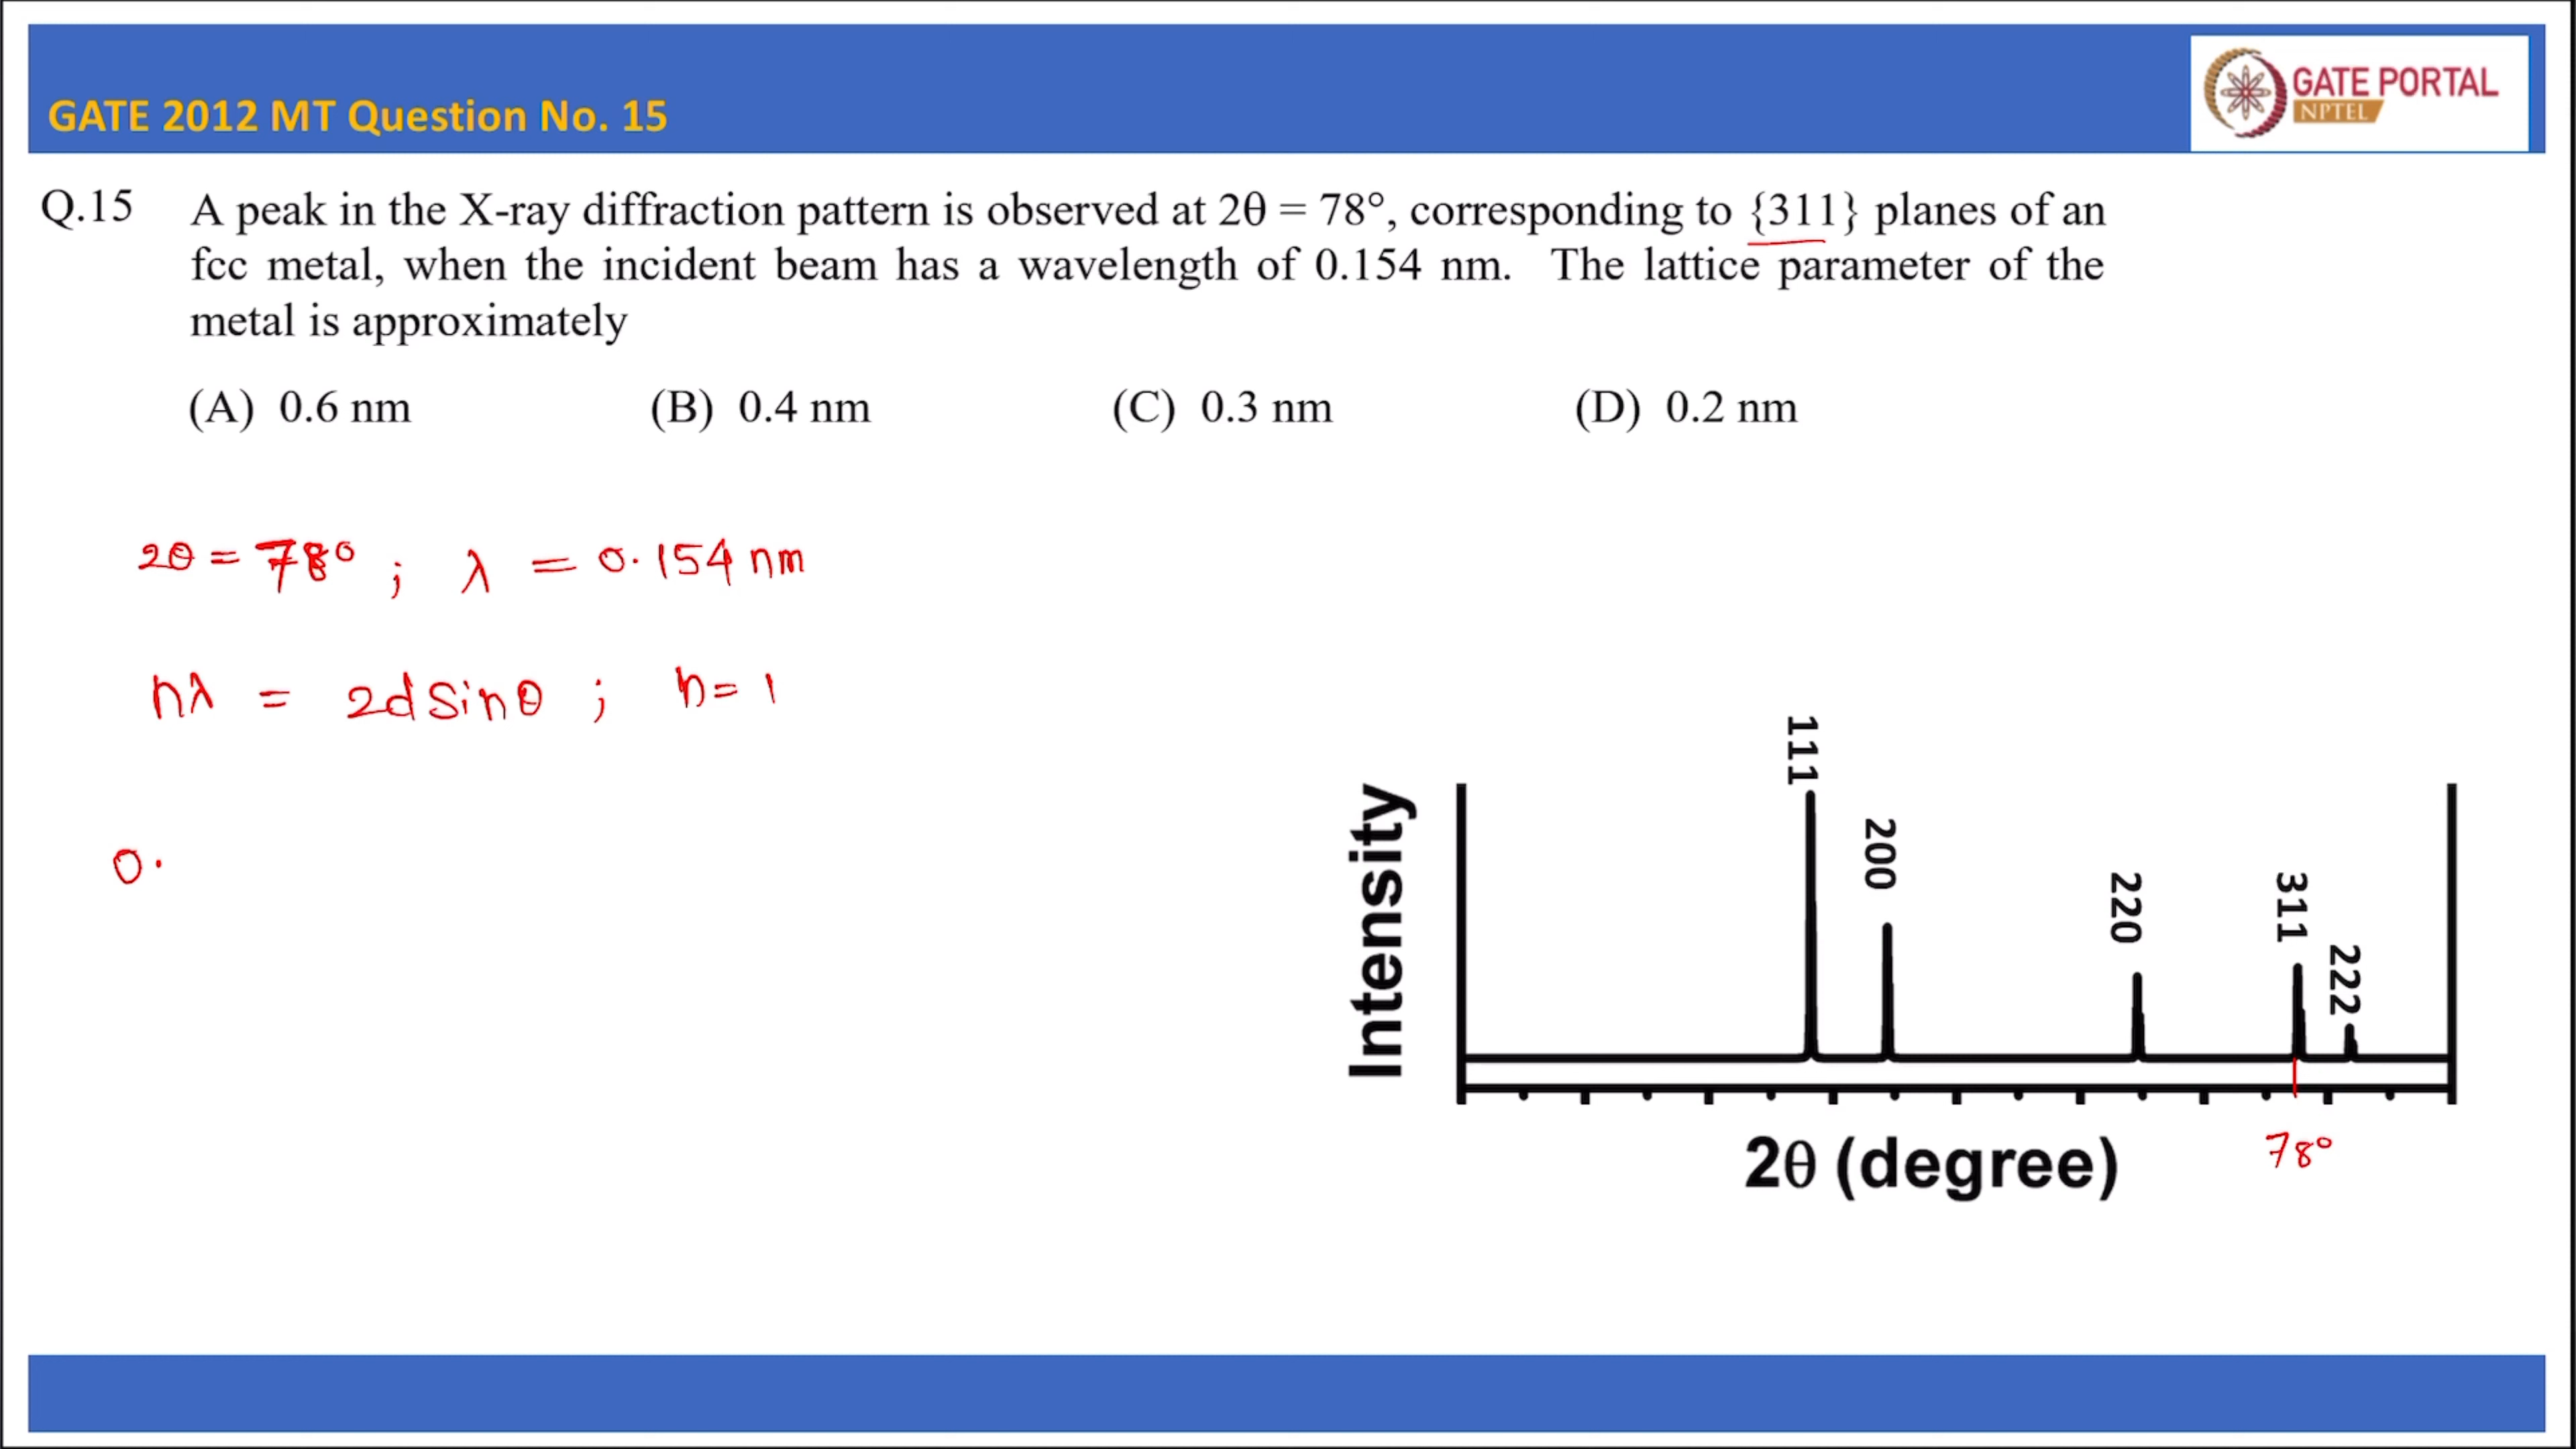 GATE 2012 MT Question No. 15
GATE PORTAL
NPTEL
Q.15 A peak in the X-ray diffraction pattern is observed at 2θ = 78°, corresponding to {311} planes of an
fcc metal, when the incident beam has a wavelength of 0.154 nm. The lattice parameter of the
metal is approximately
(A) 0.6 nm (B) 0.4 nm (C) 0.3 nm (D) 0.2 nm
2θ = 78° ; λ = 0.154 nm
nλ = 2d Sinθ ; n = 1
0.
Intensity
111
200
220
311
222
2θ (degree)
78°